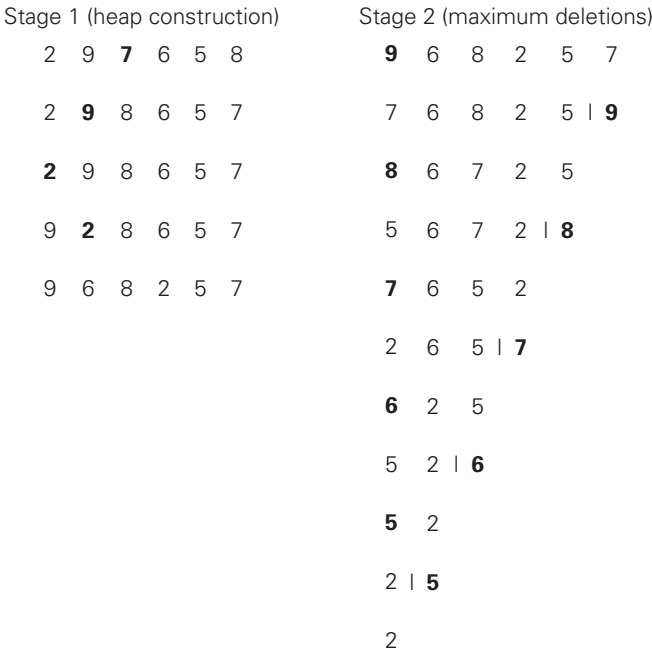 Stage 1 (heap construction)
2 9 7 6 5 8
2 9 8 6 5 7
2 9 8 6 5 7
9 2 8 6 5 7
9 6 8 2 5 7
Stage 2 (maximum deletions)
9 6 8 2 5 7
7 6 8 2 5 | 9
8 6 7 2 5
5 6 7 2 | 8
7 6 5 2
2 6 5 | 7
6 2 5
5 2 | 6
5 2
2 | 5
2